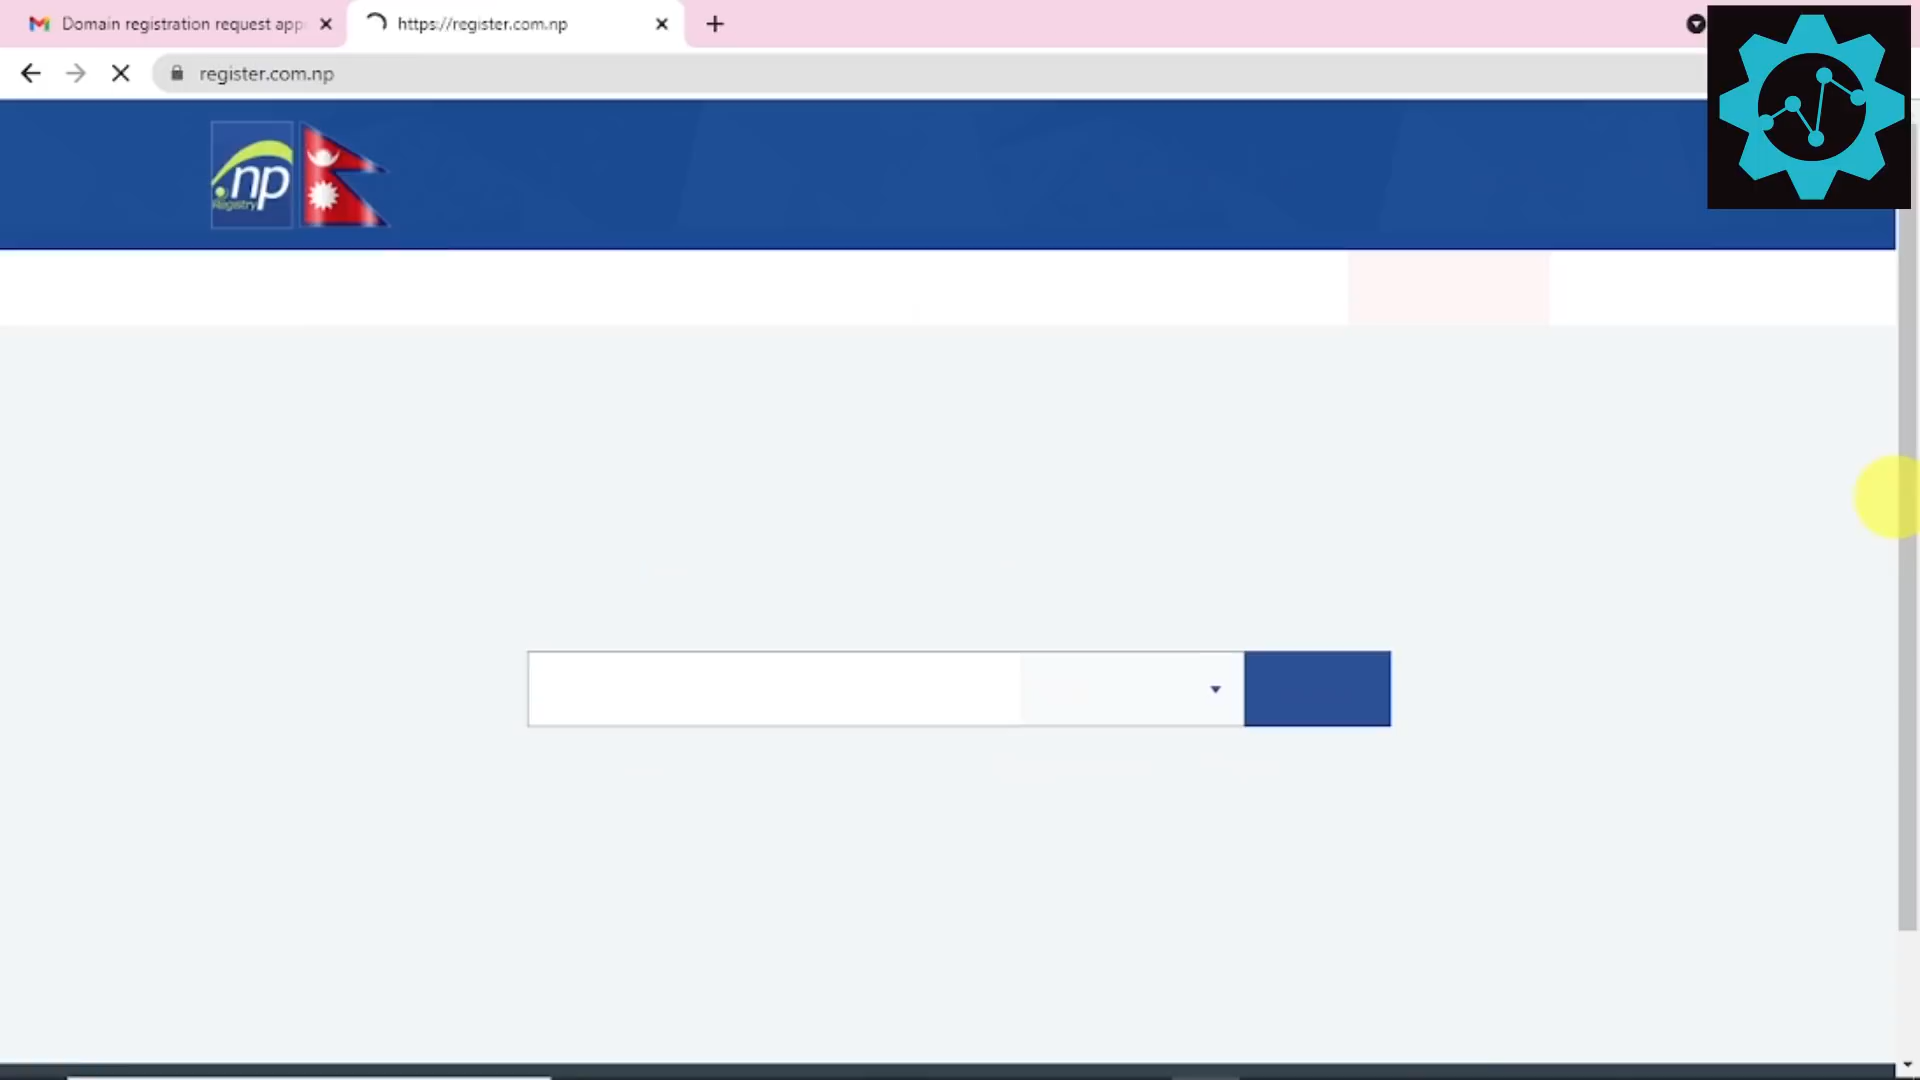 Domain registration request app
https://register.com.np
register.com.np
.np
Registry